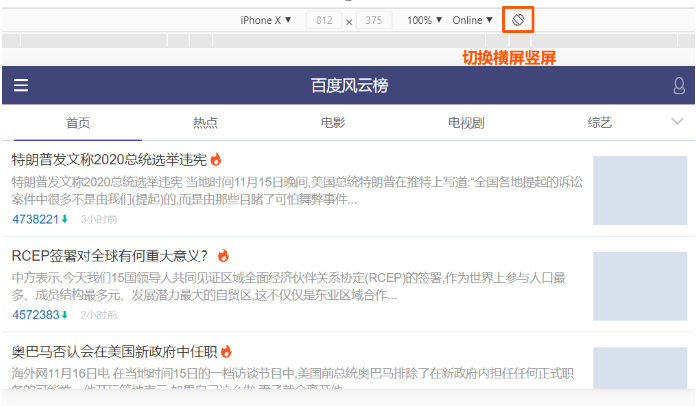 iPhone X ▼ 812 × 375 100% ▼ Online ▼
切换横屏竖屏
百度风云榜
首页 热点 电影 电视剧 综艺
特朗普发文称2020总统选举违宪
特朗普发文称2020总统选举违宪 当地时间11月15日晚间,美国总统特朗普在推特上写道:“全国各地提起的诉讼
案件中很多不是由我们(提起)的,而是由那些目睹了可怕舞弊事件...
4738221 3小时前
RCEP签署对全球有何重大意义？
中方表示,今天我们15国领导人共同见证区域全面经济伙伴关系协定(RCEP)的签署,作为世界上参与人口最
多、成员结构最多元、发展潜力最大的自贸区,这不仅仅是东亚区域合作...
4572383 2小时前
奥巴马否认会在美国新政府中任职
海外网11月16日电 在当地时间15日的一档访谈节目中,美国前总统奥巴马排除了在新政府内担任任何正式职